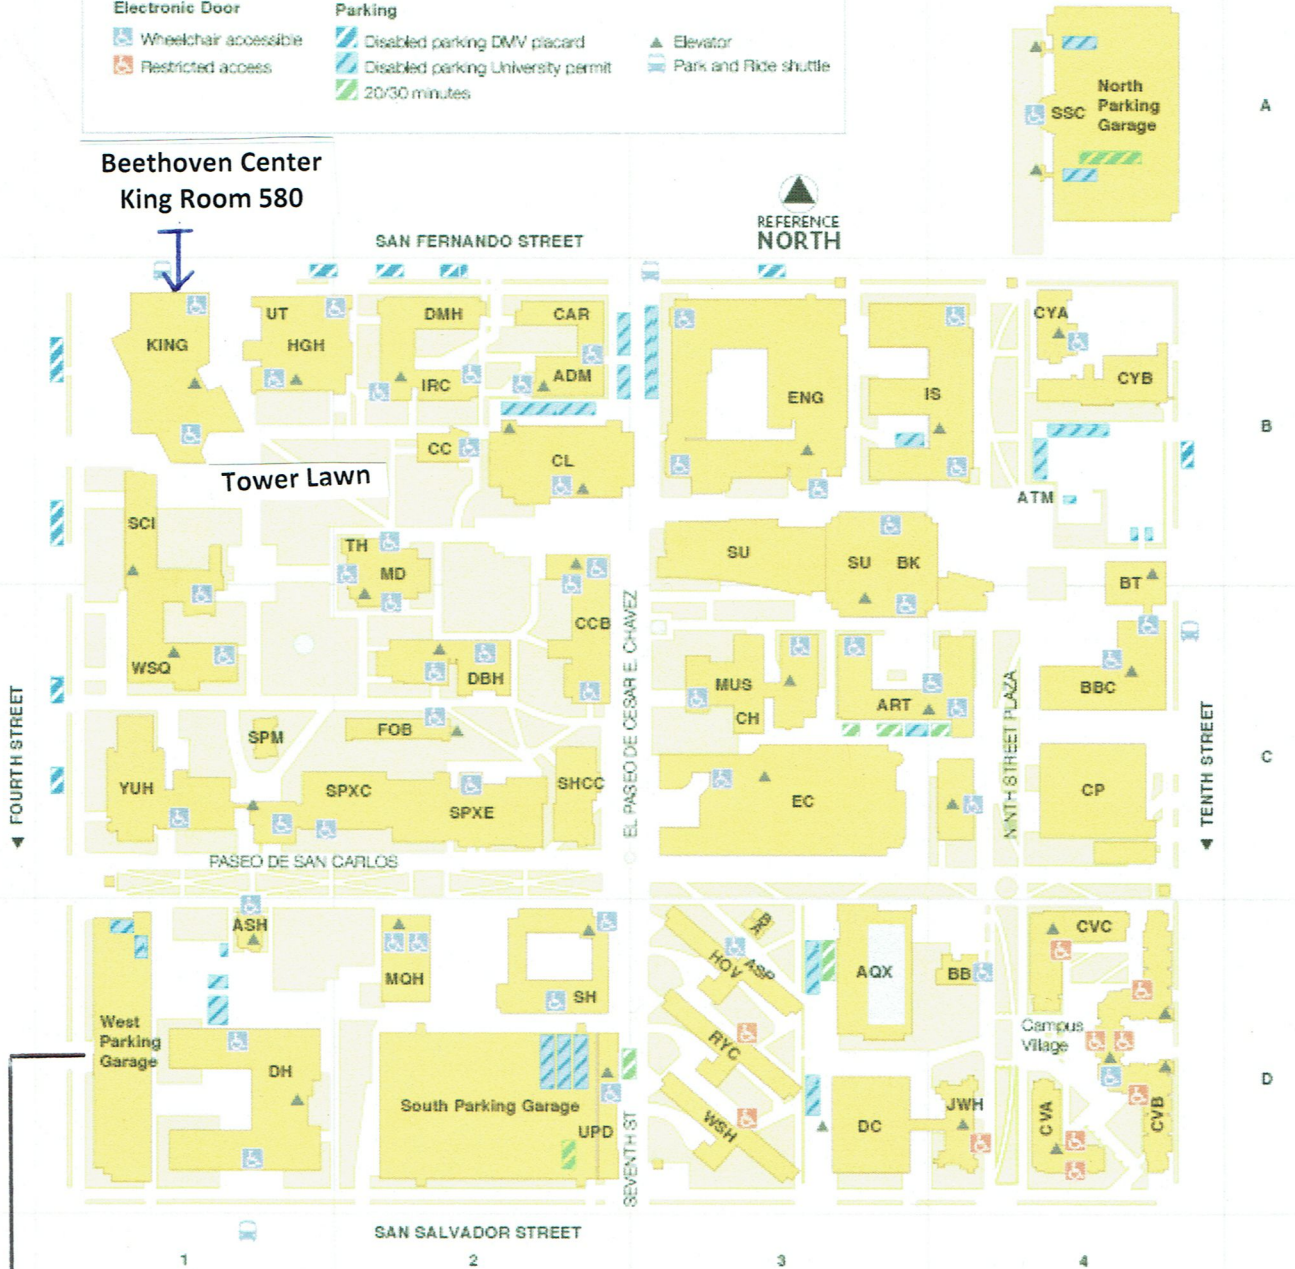 Electronic Door
Wheelchair accessible
Restricted access
Parking
Disabled parking DMV placard
Disabled parking University permit
20/30 minutes
Elevator
Park and Ride shuttle
North
Parking
Garage
SSC
A
Beethoven Center
King Room 580
REFERENCE
NORTH
SAN FERNANDO STREET
KING
UT
HGH
DMH
IRC
CAR
ADM
ENG
IS
CYA
CYB
B
CC
CL
Tower Lawn
ATM
SCI
TH
MD
SU
SU BK
BT
CCB
WSQ
DBH
MUS
CH
ART
BBC
EL PASEO DE CESAR E. CHAVEZ
NINTH STREET PLAZA
FOURTH STREET
TENTH STREET
SPM
FOB
YUH
SPXC
SPXE
SHCC
EC
CP
C
PASEO DE SAN CARLOS
ASH
MQH
SH
BA
HOV
ASP
AQX
BB
CVC
West
Parking
Garage
DH
South Parking Garage
UPD
SEVENTH ST
RYC
WSH
DC
JWH
Campus
Village
CVA
CVB
D
SAN SALVADOR STREET
1
2
3
4